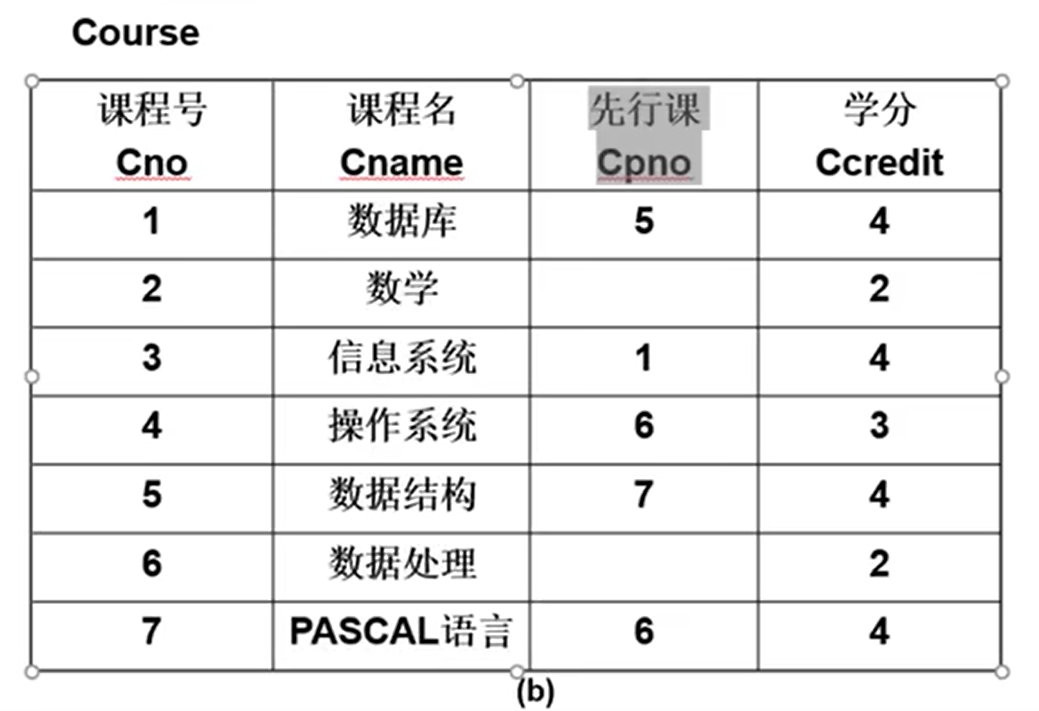 Course
课程号 课程名 先行课 学分
Cno Cname Cpno Ccredit
1 数据库 5 4
2 数学 2
3 信息系统 1 4
4 操作系统 6 3
5 数据结构 7 4
6 数据处理 2
7 PASCAL语言 6 4
(b)